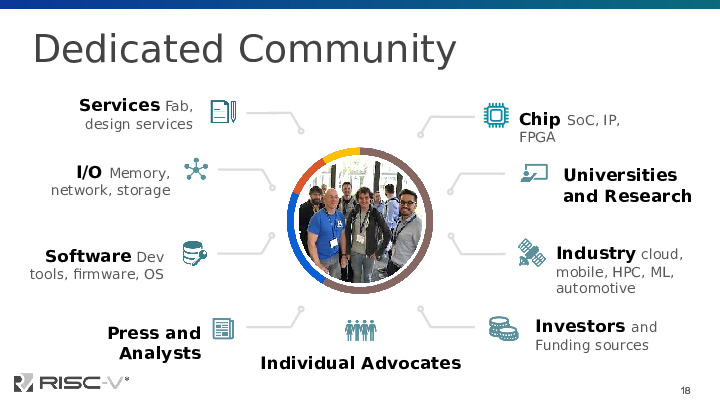 Dedicated Community
Services Fab,
design services
I/O Memory,
network, storage
Software Dev
tools, firmware, OS
Press and
Analysts
Individual Advocates
Chip SoC, IP,
FPGA
Universities
and Research
Industry cloud,
mobile, HPC, ML,
automotive
Investors and
Funding sources
RISC-V®
18